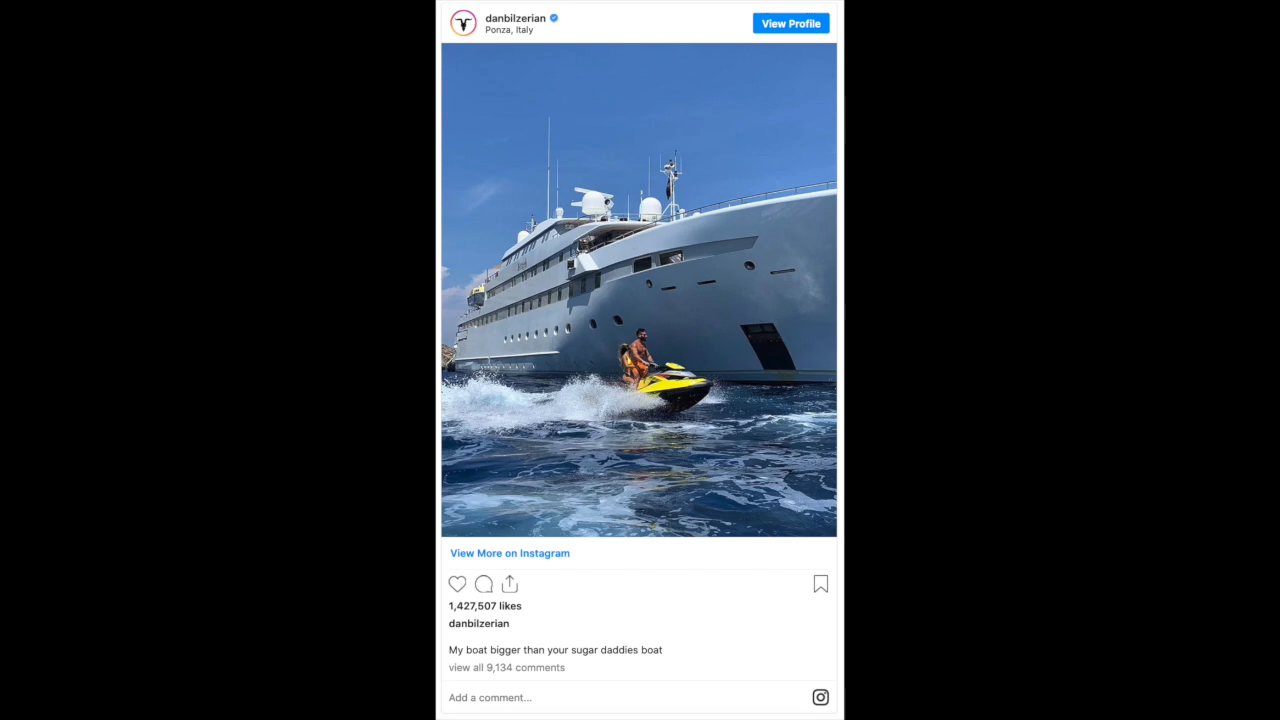 danbilzerian
Ponza, Italy
View Profile
View More on Instagram
1,427,507 likes
danbilzerian
My boat bigger than your sugar daddies boat
view all 9,134 comments
Add a comment...